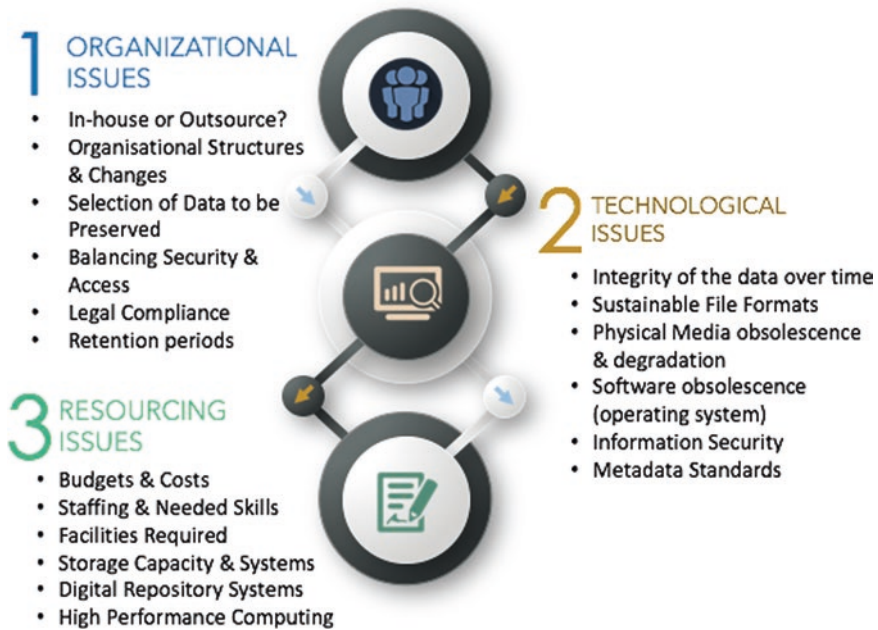 1 ORGANIZATIONAL
ISSUES
• In-house or Outsource?
• Organisational Structures
& Changes
• Selection of Data to be
Preserved
• Balancing Security &
Access
• Legal Compliance
• Retention periods
2 TECHNOLOGICAL
ISSUES
• Integrity of the data over time
• Sustainable File Formats
• Physical Media obsolescence
& degradation
• Software obsolescence
(operating system)
• Information Security
• Metadata Standards
3 RESOURCING
ISSUES
• Budgets & Costs
• Staffing & Needed Skills
• Facilities Required
• Storage Capacity & Systems
• Digital Repository Systems
• High Performance Computing